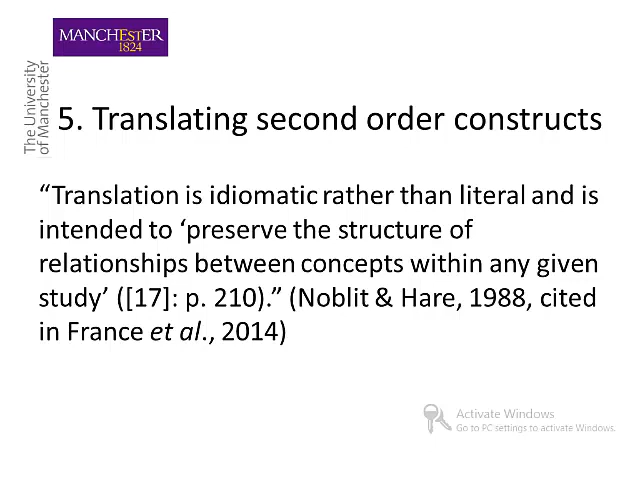 MANCHESTER
1824
The University
of Manchester
5. Translating second order constructs
“Translation is idiomatic rather than literal and is
intended to ‘preserve the structure of
relationships between concepts within any given
study’ ([17]: p. 210).” (Noblit & Hare, 1988, cited
in France et al., 2014)
Activate Windows
Go to PC settings to activate Windows.